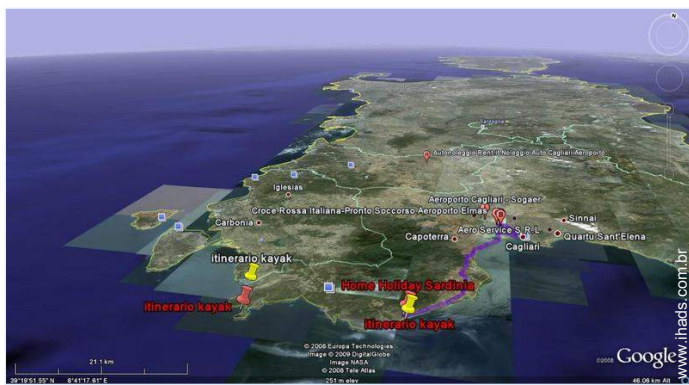 N
Sardegna
Autonoleggio Rent.it Noleggio Auto Cagliari Aeroporto
Iglesias
Aeroporto Cagliari - Sogaer
Croce Rossa Italiana-Pronto Soccorso Aeroporto Elmas
Sinnai
Carbonia
Aero Service S.R.L.
Quartu Sant'Elena
Capoterra
Cagliari
itinerario kayak
Home Holiday Sardinia
itinerario kayak
Itinerario kayak
© 2008 Europa Technologies
Image © 2009 DigitalGlobe
Image NASA
© 2008 Tele Atlas
21.1 km
©2008 Google
39°19'51.55" N 8°41'17.61" E
251 m elev
46.08 km Alt
www.inads.com.br